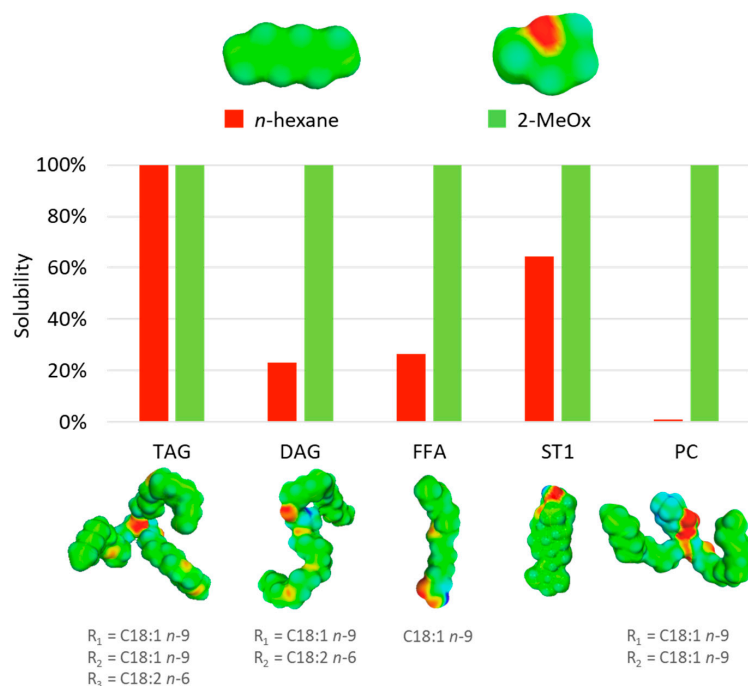 n-hexane 2-MeOx
100%
80%
60%
40%
20%
0%
Solubility
TAG DAG FFA ST1 PC
R₁ = C18:1 n-9 R₁ = C18:1 n-9 C18:1 n-9 R₁ = C18:1 n-9
R₂ = C18:1 n-9 R₂ = C18:2 n-6 R₂ = C18:1 n-9
R₃ = C18:2 n-6